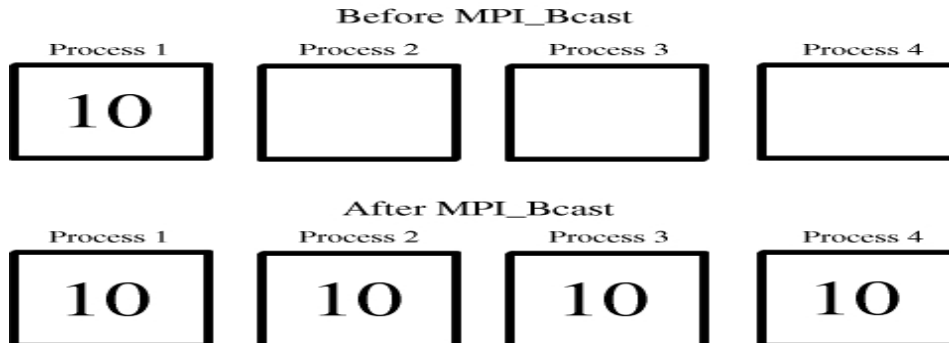 Before MPI_Bcast
Process 1 Process 2 Process 3 Process 4
10
After MPI_Bcast
Process 1 Process 2 Process 3 Process 4
10 10 10 10